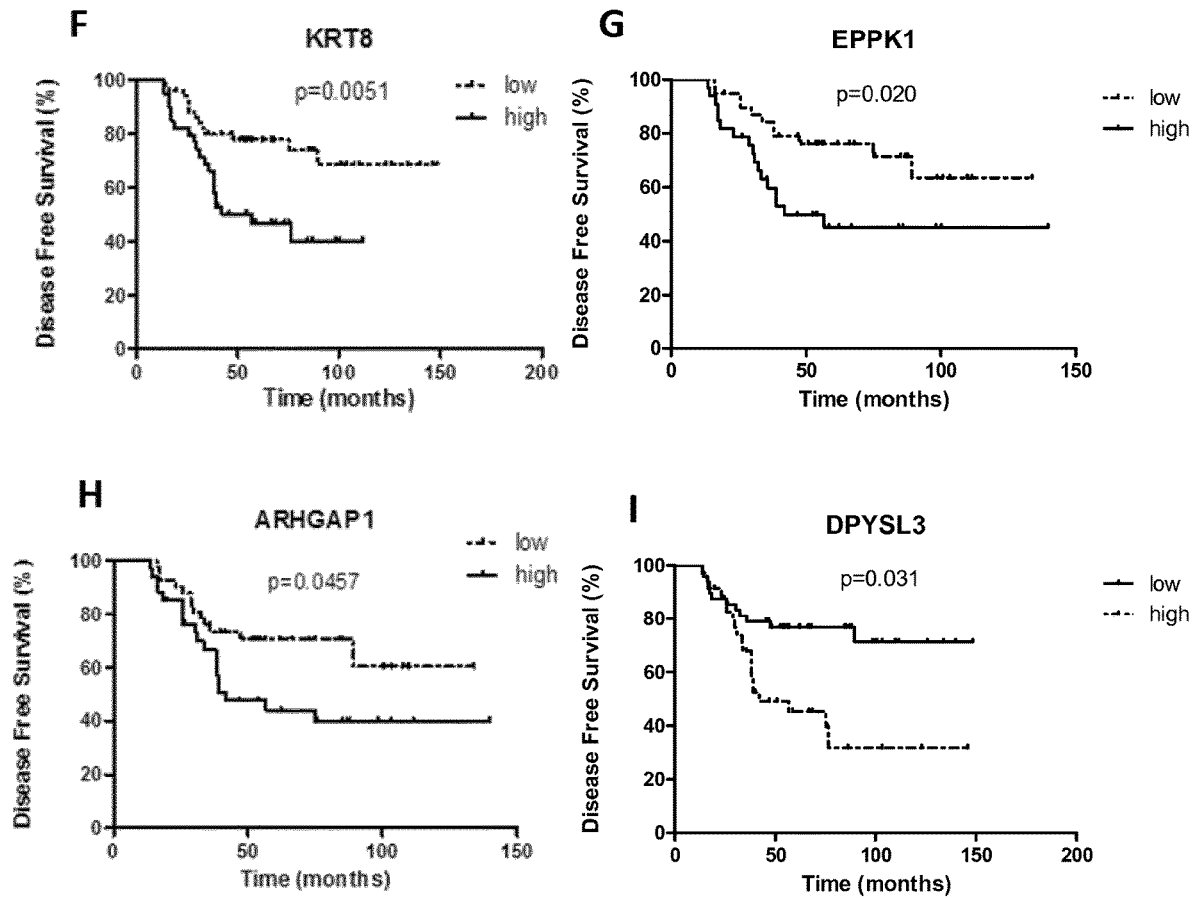 F
KRT8
p=0.0051
low
high
Disease Free Survival (%)
100
80
60
40
20
0
0 50 100 150 200
Time (months)
G
EPPK1
p=0.020
low
high
Disease Free Survival (%)
100
80
60
40
20
0
0 50 100 150
Time (months)
H
ARHGAP1
p=0.0457
low
high
Disease Free Survival (%)
100
80
60
40
20
0
0 50 100 150
Time (months)
I
DPYSL3
p=0.031
low
high
Disease Free Survival (%)
100
80
60
40
20
0
0 50 100 150 200
Time (months)